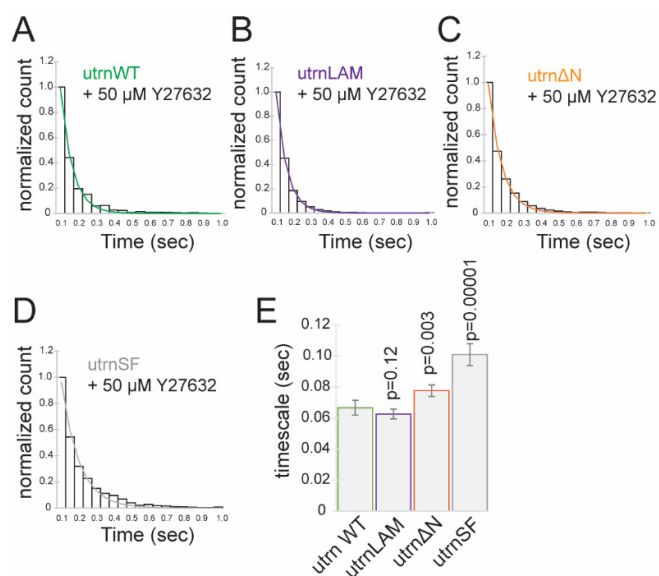 A
B
C
normalized count
1.2
1.0
0.8
0.6
0.4
0.2
0
utrnWT
+ 50 µM Y27632
0.1 0.2 0.3 0.4 0.5 0.6 0.7 0.8 0.9 1.0
Time (sec)
normalized count
1.2
1.0
0.8
0.6
0.4
0.2
0
utrnLAM
+ 50 µM Y27632
0.1 0.2 0.3 0.4 0.5 0.6 0.7 0.8 0.9 1.0
Time (sec)
normalized count
1.2
1.0
0.8
0.6
0.4
0.2
0
utrnΔN
+ 50 µM Y27632
0.1 0.2 0.3 0.4 0.5 0.6 0.7 0.8 0.9 1.0
Time (sec)
D
normalized count
1.2
1.0
0.8
0.6
0.4
0.2
0
utrnSF
+ 50 µM Y27632
0.1 0.2 0.3 0.4 0.5 0.6 0.7 0.8 0.9 1.0
Time (sec)
E
timescale (sec)
0.12
0.10
0.08
0.06
0.04
0.02
0
p=0.12
p=0.003
p=0.00001
utrn WT
utrnLAM
utrnΔN
utrnSF